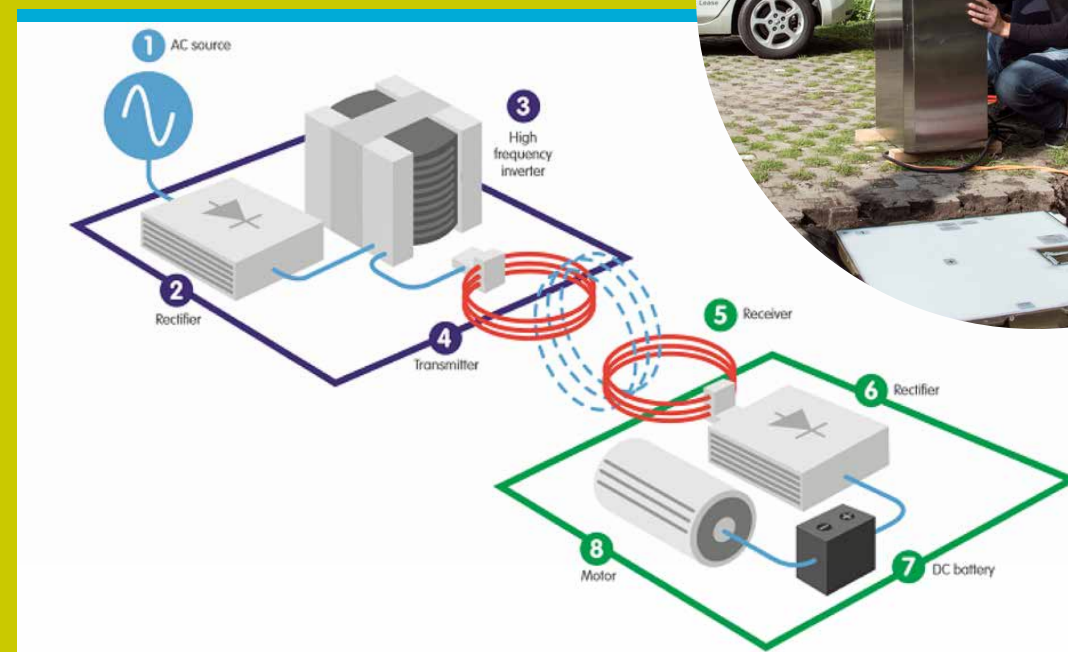 1 AC source
3
High
frequency
inverter
2
Rectifier
4
Transmitter
5 Receiver
6 Rectifier
8
Motor
7 DC battery
Lease